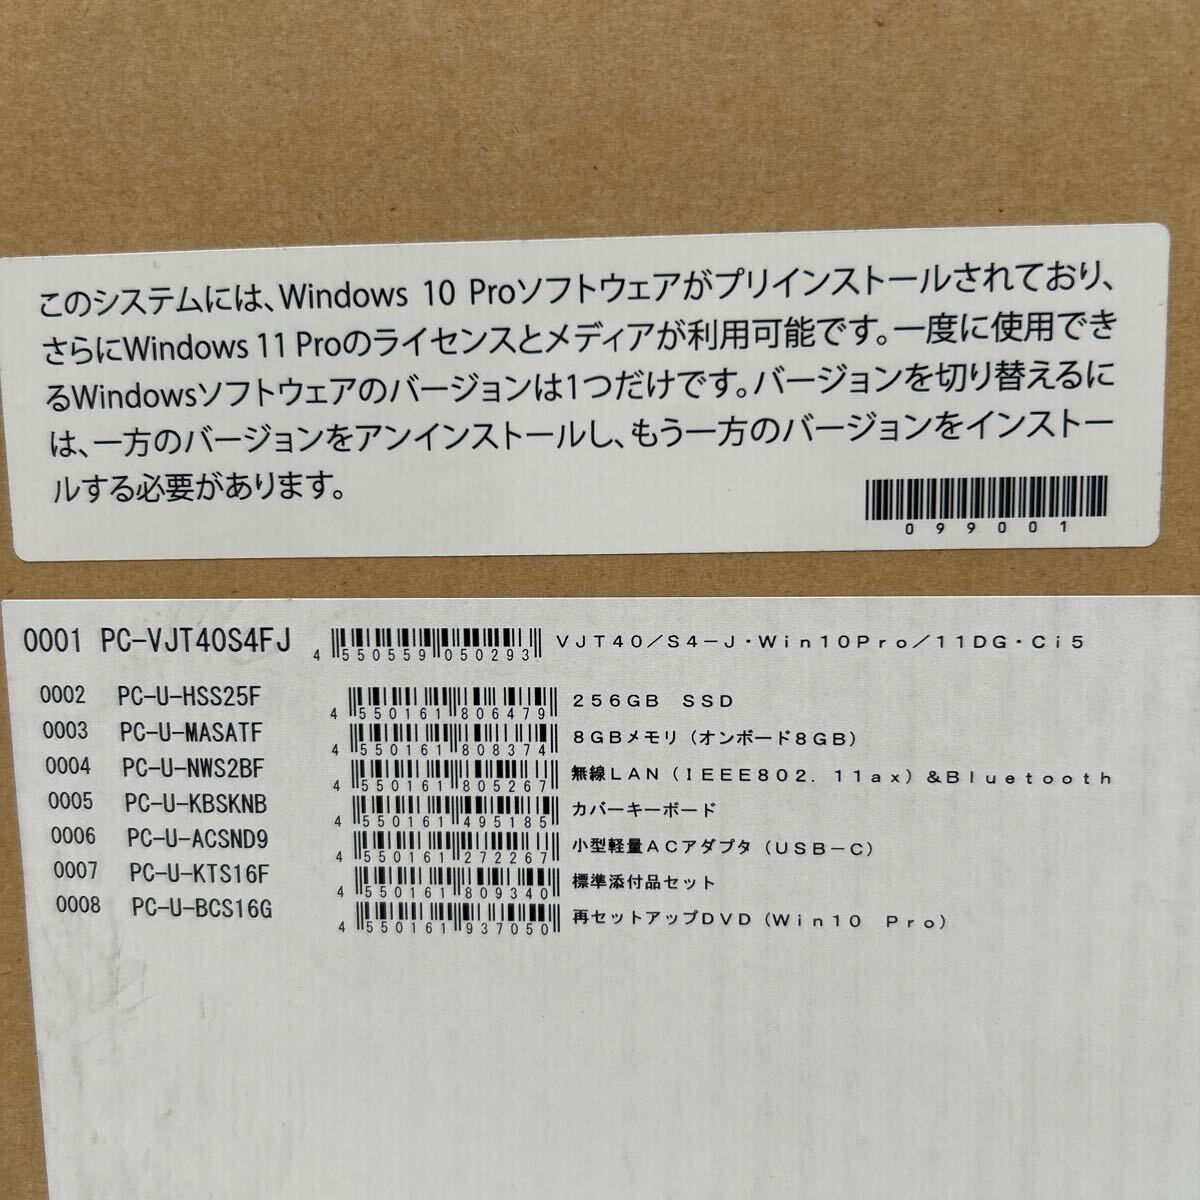 このシステムには、Windows 10 Proソフトウェアがプリインストールされており、
さらにWindows 11 Proのライセンスとメディアが利用可能です。一度に使用でき
るWindowsソフトウェアのバージョンは1つだけです。バージョンを切り替えるに
は、一方のバージョンをアンインストールし、もう一方のバージョンをインストー
ルする必要があります。
099001
0001 PC-VJT40S4FJ 4 550559 050293 VJT40/S4-J・Win10Pro/11DG・Ci5
0002 PC-U-HSS25F 4 550161 806479 256GB SSD
0003 PC-U-MASATF 4 550161 808374 8GBメモリ(オンボード8GB)
0004 PC-U-NWS2BF 4 550161 805267 無線LAN(IEEE802.11ax)&Bluetooth
0005 PC-U-KBSKNB 4 550161 495185 カバーキーボード
0006 PC-U-ACSND9 4 550161 272267 小型軽量ACアダプタ(USB-C)
0007 PC-U-KTS16F 4 550161 809340 標準添付品セット
0008 PC-U-BCS16G 4 550161 937050 再セットアップDVD(Win10 Pro)